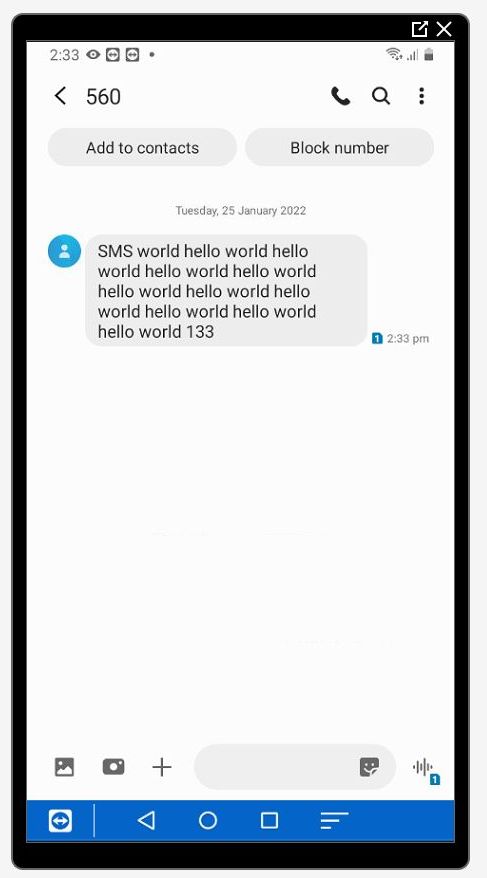 2:33
560
Add to contacts
Block number
Tuesday, 25 January 2022
SMS world hello world hello
world hello world hello world
hello world hello world hello
world hello world hello world
hello world 133
1 2:33 pm
1